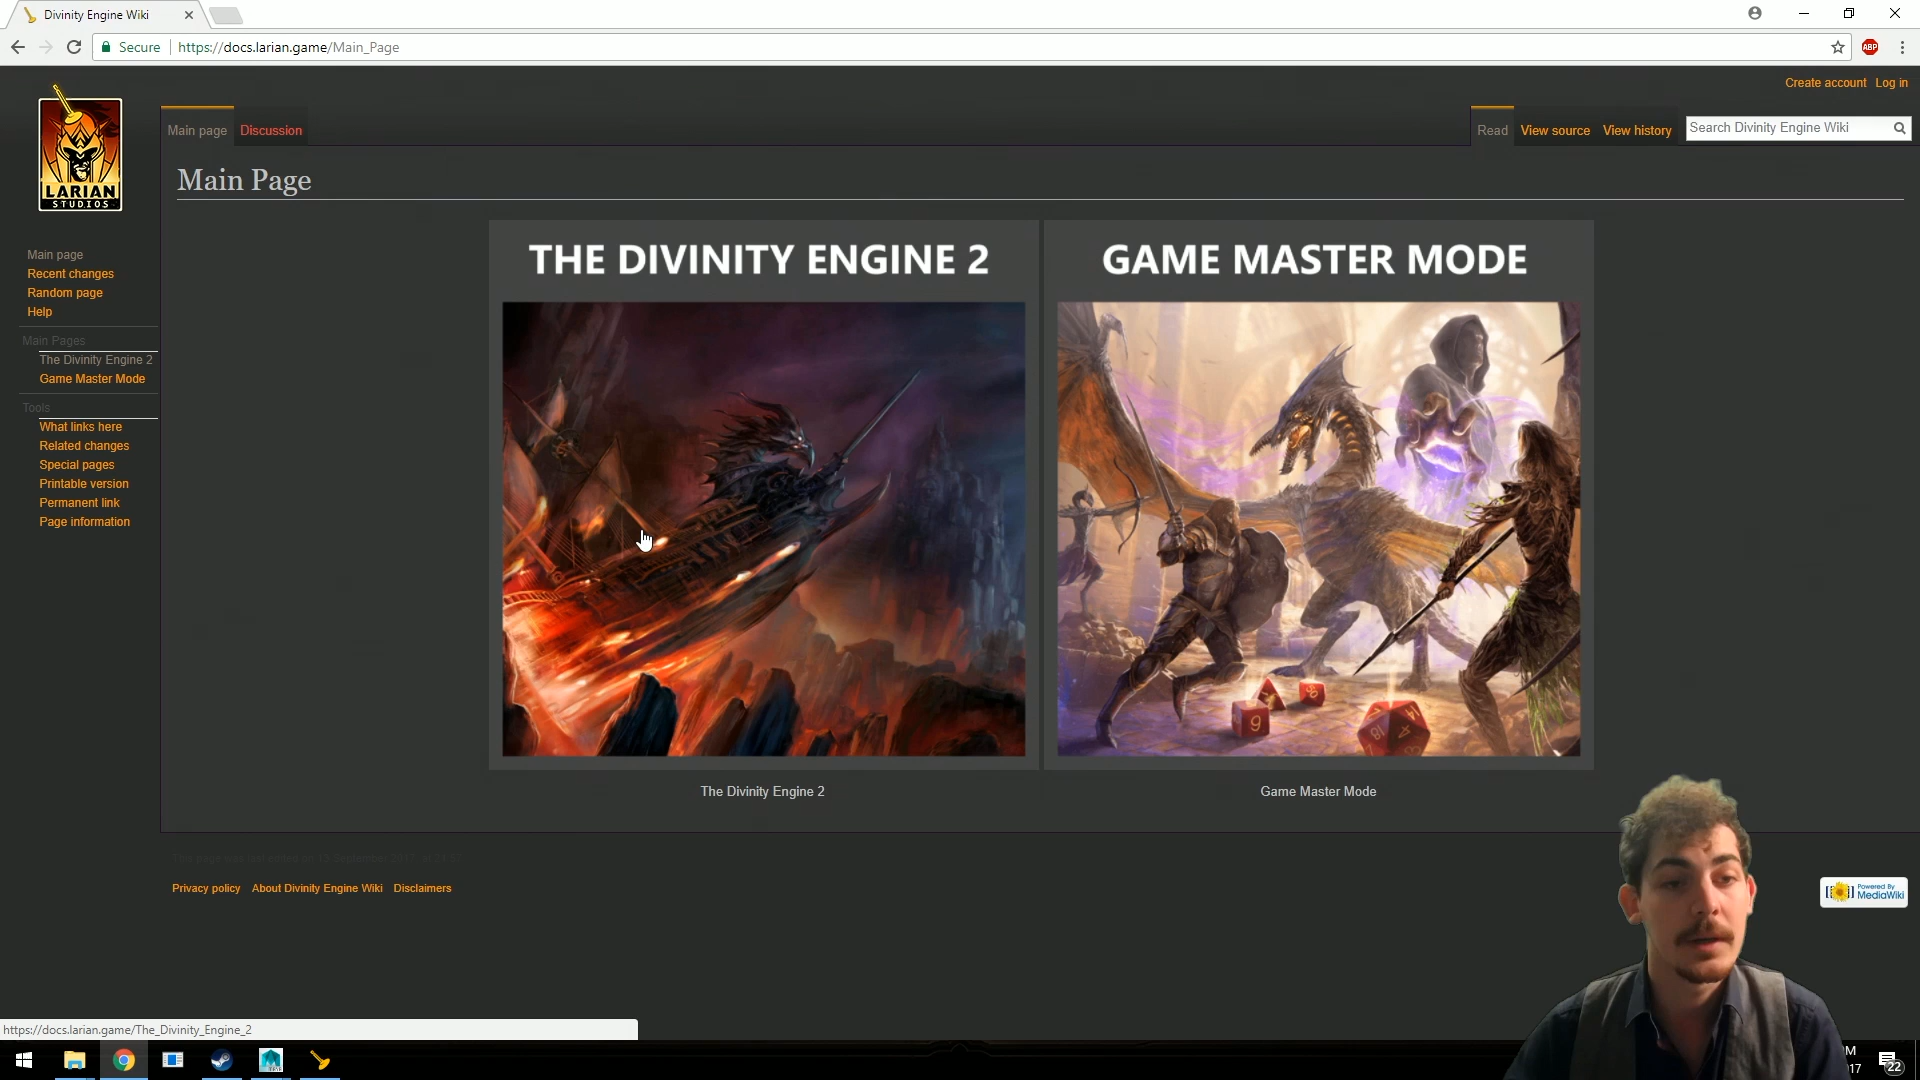 Divinity Engine Wiki
Secure
https://docs.larian.game/Main_Page
ABP
Create account Log in
LARIAN
STUDIOS
Main page Discussion
Read View source View history
Search Divinity Engine Wiki
Main Page
Main page
Recent changes
Random page
Help
Main Pages
The Divinity Engine 2
Game Master Mode
Tools
What links here
Related changes
Special pages
Printable version
Permanent link
Page information
THE DIVINITY ENGINE 2
GAME MASTER MODE
The Divinity Engine 2
Game Master Mode
Privacy policy About Divinity Engine Wiki Disclaimers
Powered By
MediaWiki
https://docs.larian.game/The_Divinity_Engine_2
22